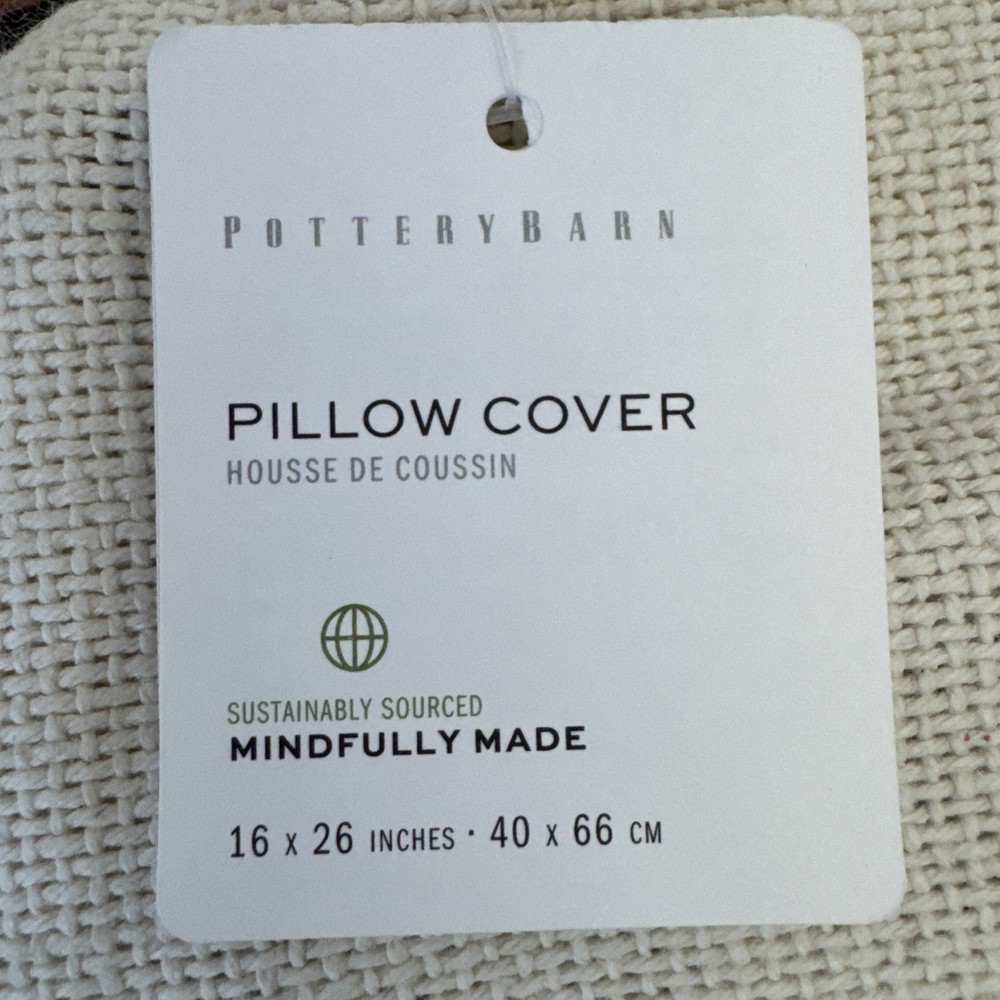 POTTERYBARN
PILLOW COVER
HOUSSE DE COUSSIN
SUSTAINABLY SOURCED
MINDFULLY MADE
16 x 26 INCHES · 40 x 66 CM